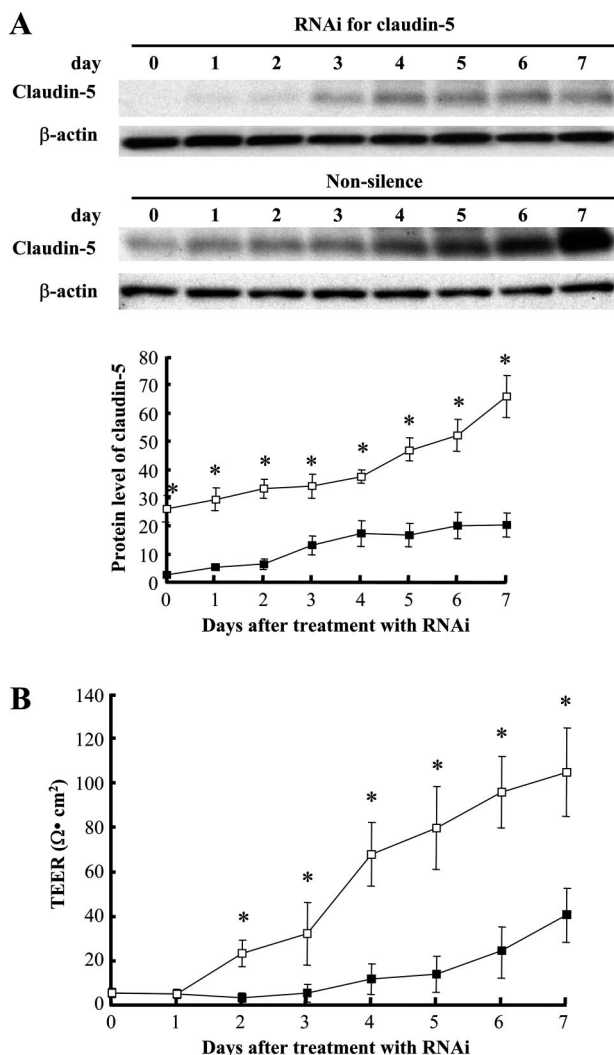 A
RNAi for claudin-5
day 0 1 2 3 4 5 6 7
Claudin-5
β-actin
Non-silence
day 0 1 2 3 4 5 6 7
Claudin-5
β-actin
Protein level of claudin-5
80
70
60
50
40
30
20
10
0
* * * * * * * *
0 1 2 3 4 5 6 7
Days after treatment with RNAi
B
TEER (Ω• cm²)
140
120
100
80
60
40
20
0
* * * * * *
0 1 2 3 4 5 6 7
Days after treatment with RNAi